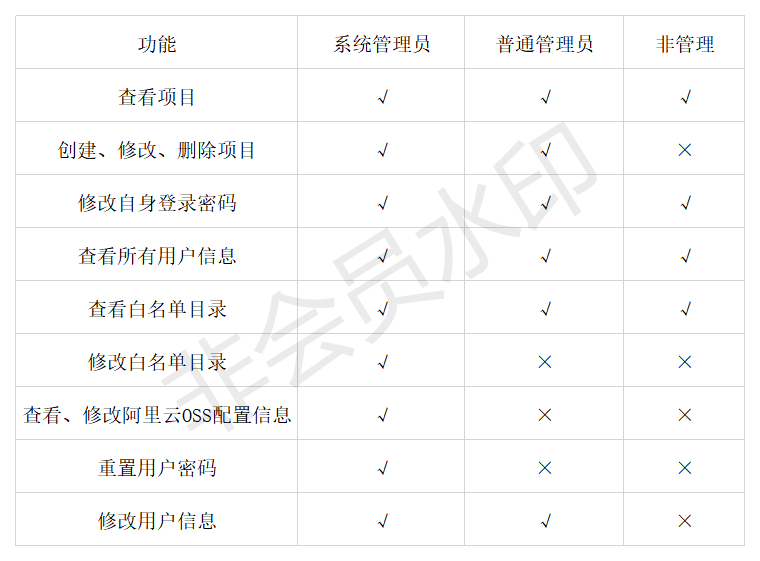 功能 系统管理员 普通管理员 非管理
查看项目 √ √ √
创建、修改、删除项目 √ √ ×
修改自身登录密码 √ √ √
查看所有用户信息 √ √ √
查看白名单目录 √ √ √
修改白名单目录 √ × ×
查看、修改阿里云OSS配置信息 √ × ×
重置用户密码 √ × ×
修改用户信息 √ √ ×
非会员水印